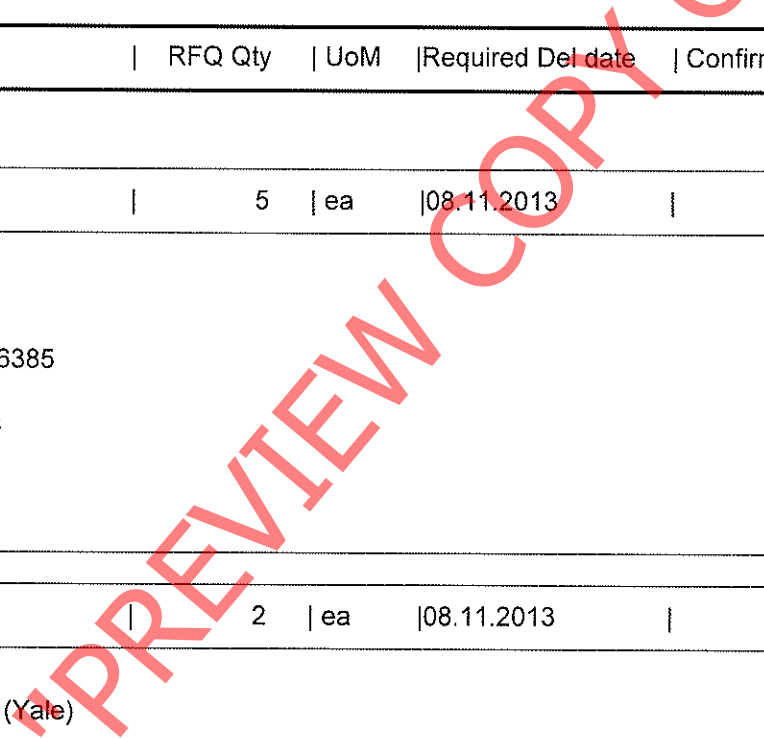 | RFQ Qty | UoM |Required Del date | Confirm
| 5 | ea |08.11.2013 |
6385
| 2 | ea |08.11.2013 |
(Yale)
"PREVIEW COPY